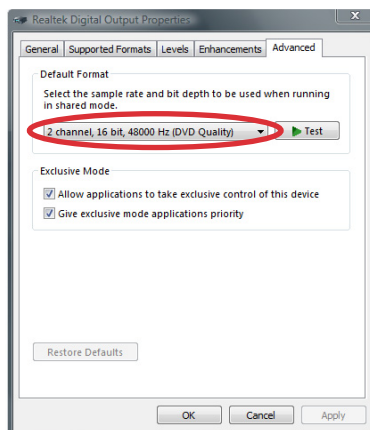 Realtek Digital Output Properties
General Supported Formats Levels Enhancements Advanced
Default Format
Select the sample rate and bit depth to be used when running
in shared mode.
2 channel, 16 bit, 48000 Hz (DVD Quality) Test
Exclusive Mode
Allow applications to take exclusive control of this device
Give exclusive mode applications priority
Restore Defaults
OK Cancel Apply